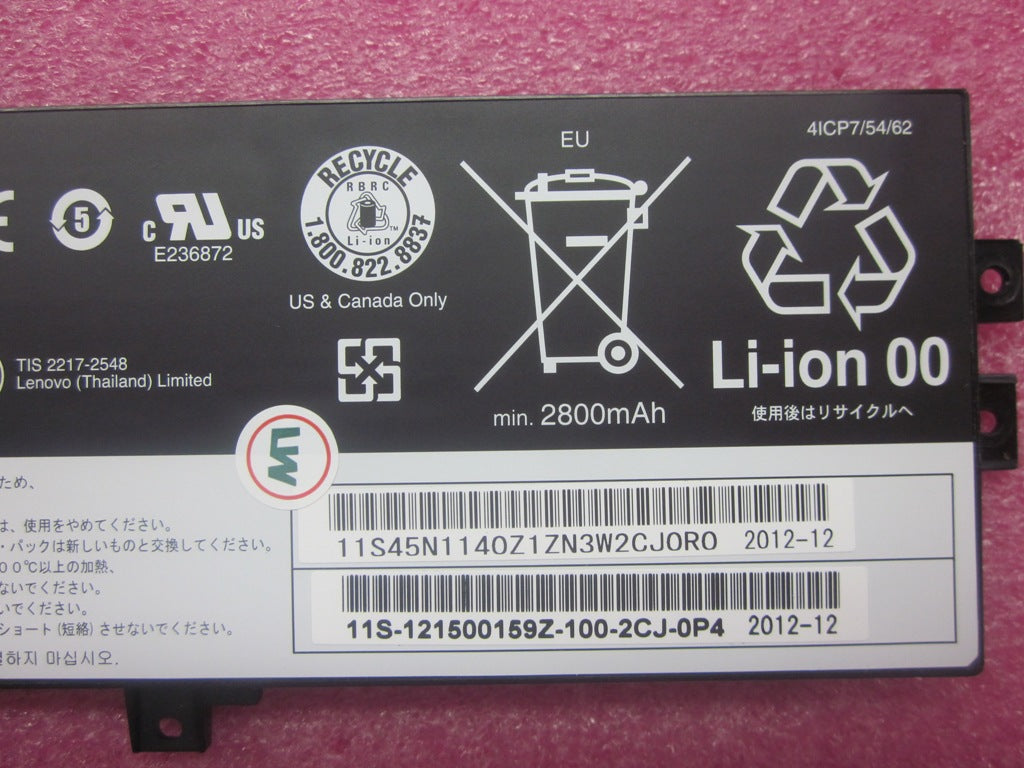 4ICP7/54/62
EU
RECYCLE
RBRC
Li-ion
TM
1.800.822.8837
CE
5
C UL US
E236872
US & Canada Only
TIS 2217-2548
Lenovo (Thailand) Limited
min. 2800mAh
Li-ion 00
使用後はリサイクルへ
ため、
は、使用をやめてください。
・パックは新しいものと交換してください。
00℃以上の加熱、
ないでください。
いでください。
ショート(短絡)させないでください。
하지 마십시오.
11S45N1140Z1ZN3W2CJ0R0 2012-12
11S-121500159Z-100-2CJ-0P4 2012-12